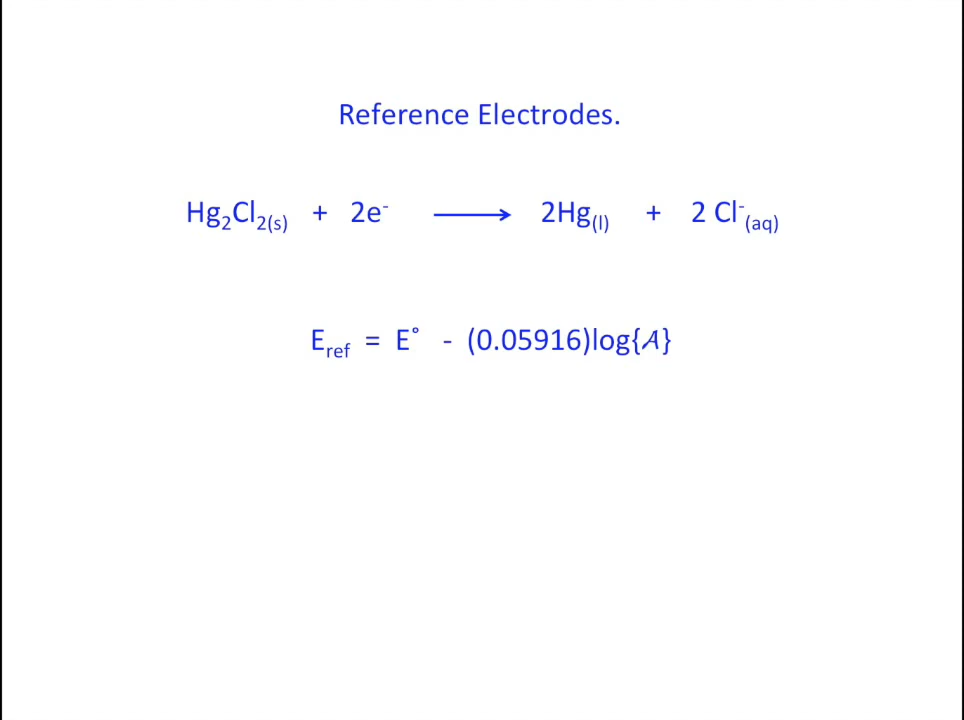 Reference Electrodes.
Hg₂Cl₂₍s₎ + 2e⁻ ⟶ 2Hg₍l₎ + 2 Cl⁻₍aq₎
E_ref = E° - (0.05916)log{A}